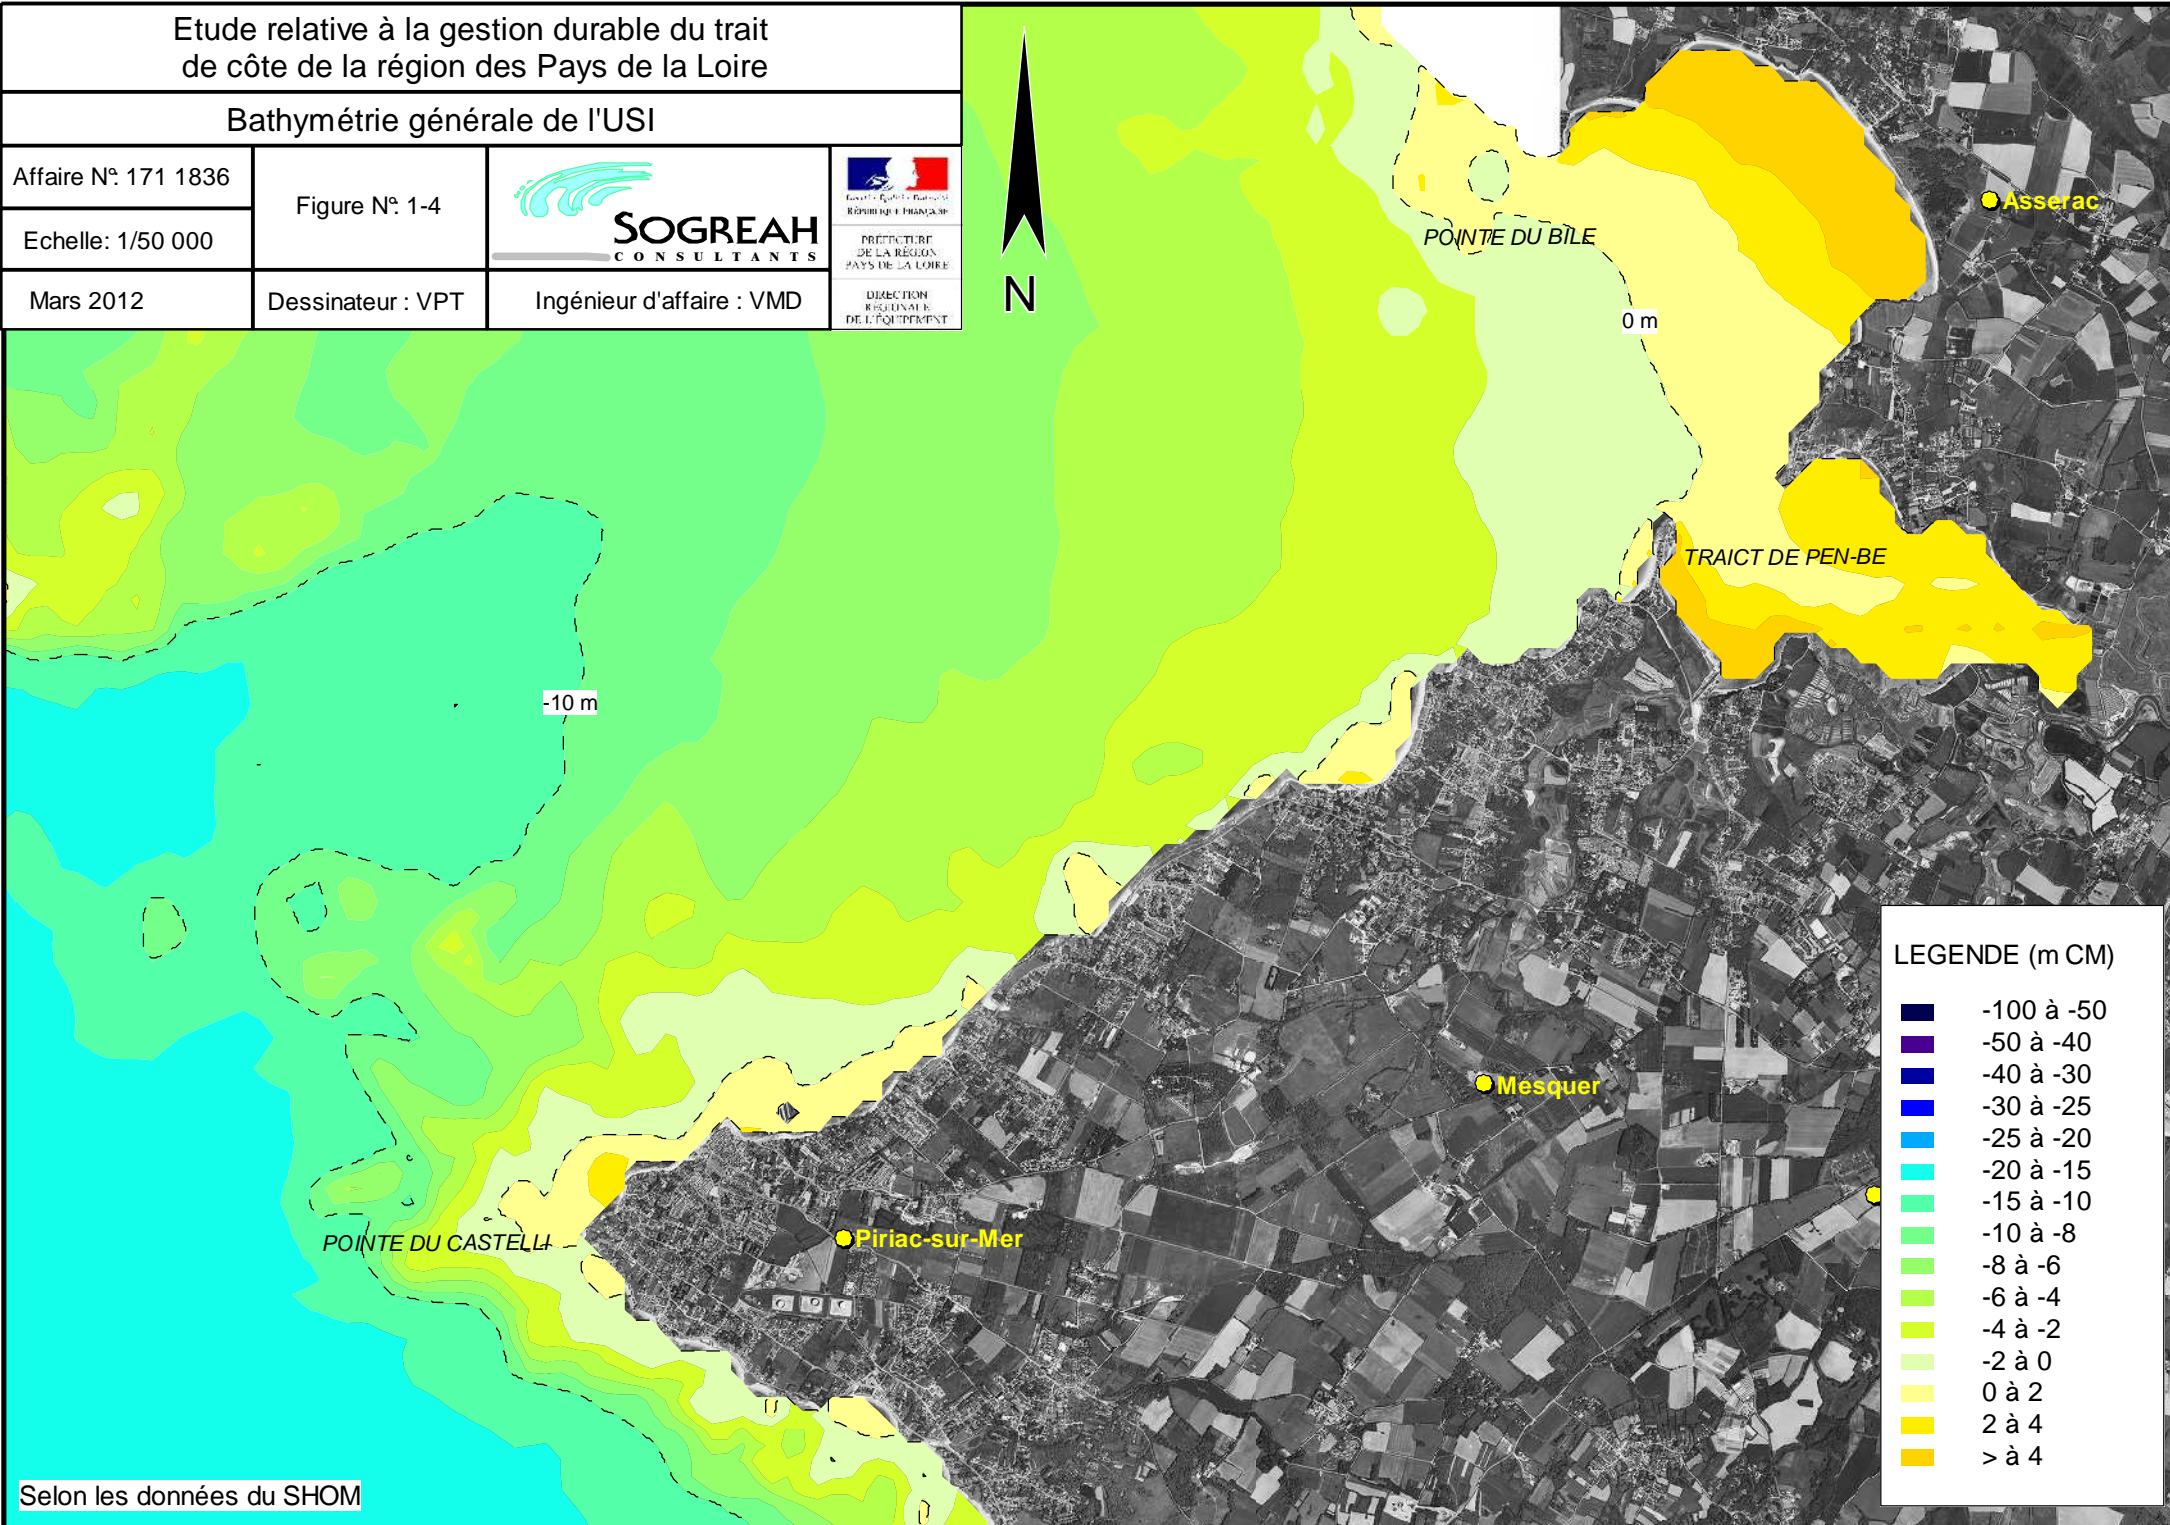 Etude relative à la gestion durable du trait
de côte de la région des Pays de la Loire
Bathymétrie générale de l'USI
Affaire N°: 171 1836
Echelle: 1/50 000
Mars 2012
Figure N°: 1-4
Dessinateur : VPT
SOGREAH
CONSULTANTS
Ingénieur d'affaire : VMD
Liberté • Égalité • Fraternité
RÉPUBLIQUE FRANÇAISE
PRÉFECTURE
DE LA RÉGION
PAYS DE LA LOIRE
DIRECTION
RÉGIONALE
DE L'ÉQUIPEMENT
N
Asserac
POINTE DU BILE
0 m
TRAICT DE PEN-BE
-10 m
Mesquer
POINTE DU CASTELLI
Piriac-sur-Mer
LEGENDE (m CM)
-100 à -50
-50 à -40
-40 à -30
-30 à -25
-25 à -20
-20 à -15
-15 à -10
-10 à -8
-8 à -6
-6 à -4
-4 à -2
-2 à 0
0 à 2
2 à 4
> à 4
Selon les données du SHOM